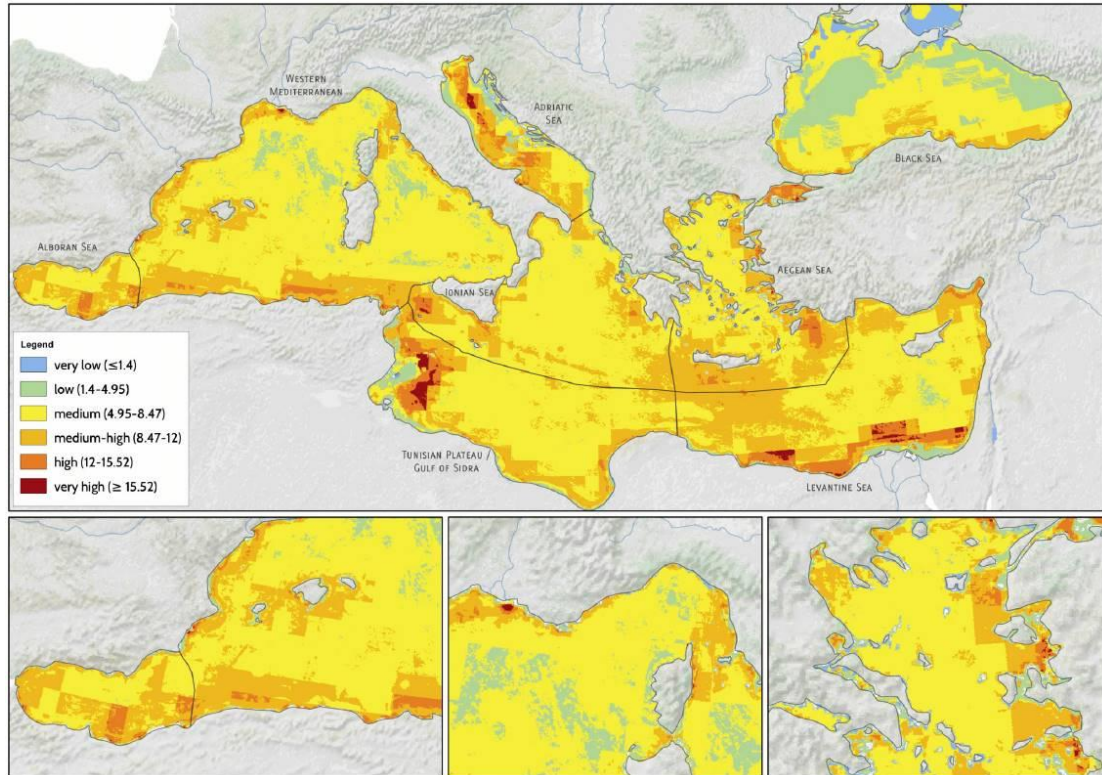 WESTERN
MEDITERRANEAN
ADRIATIC
SEA
BLACK SEA
ALBORAN SEA
AEGEAN SEA
IONIAN SEA
Legend
very low (≤1.4)
low (1.4-4.95)
medium (4.95-8.47)
medium-high (8.47-12)
high (12-15.52)
very high (≥ 15.52)
TUNISIAN PLATEAU /
GULF OF SIDRA
LEVANTINE SEA